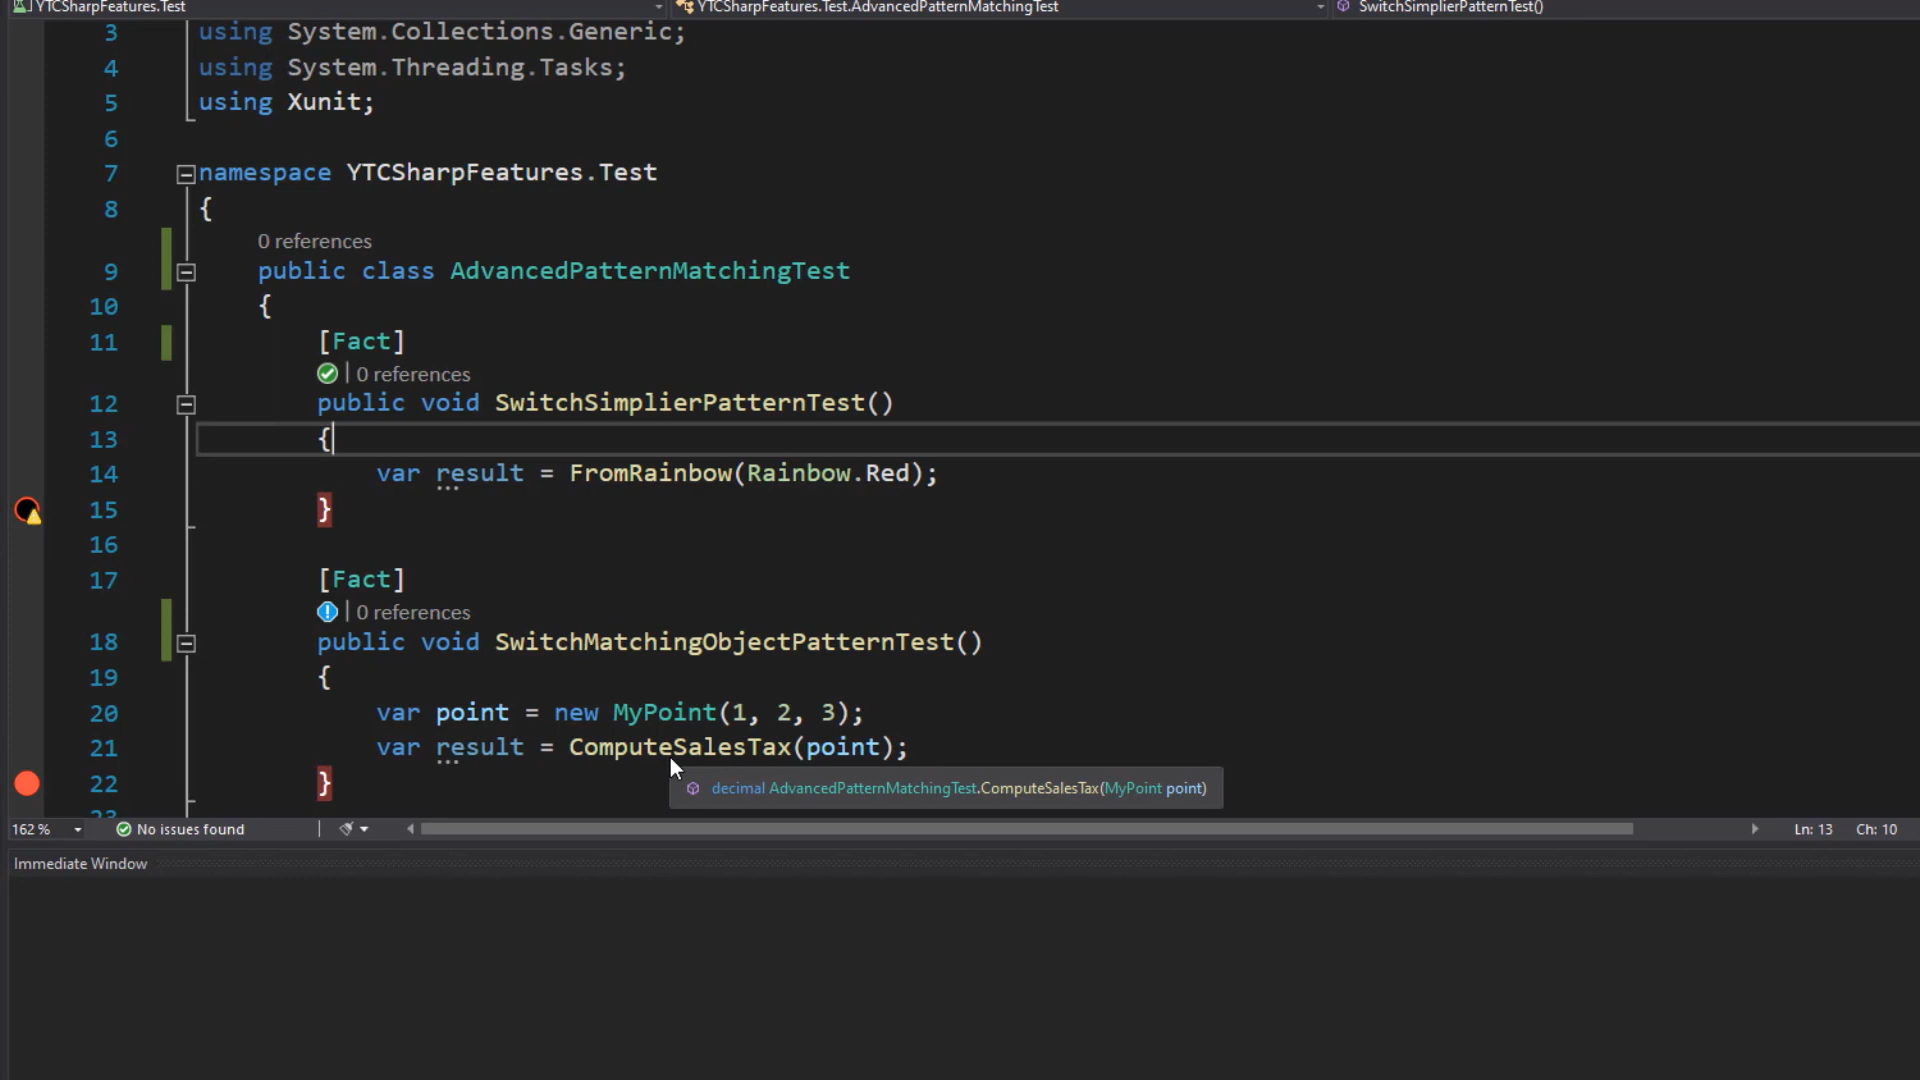 YTCSharpFeatures.Test YTCSharpFeatures.Test.AdvancedPatternMatchingTest SwitchSimplierPatternTest()
3 using System.Collections.Generic;
4 using System.Threading.Tasks;
5 using Xunit;
6
7 namespace YTCSharpFeatures.Test
8 {
0 references
9 public class AdvancedPatternMatchingTest
10 {
11 [Fact]
| 0 references
12 public void SwitchSimplierPatternTest()
13 {
14 var result = FromRainbow(Rainbow.Red);
15 }
16
17 [Fact]
| 0 references
18 public void SwitchMatchingObjectPatternTest()
19 {
20 var point = new MyPoint(1, 2, 3);
21 var result = ComputeSalesTax(point);
decimal AdvancedPatternMatchingTest.ComputeSalesTax(MyPoint point)
22 }
23
162 % No issues found Ln: 13 Ch: 10
Immediate Window